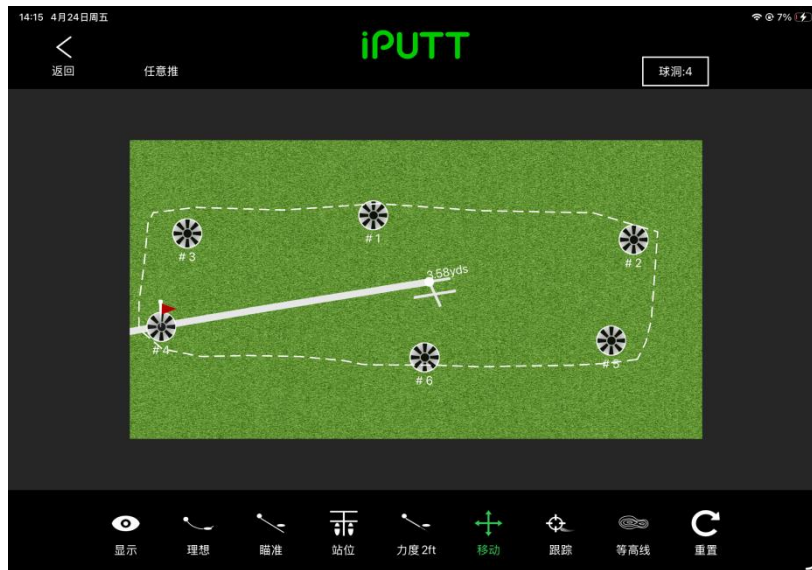 14:15 4月24日周五
7%
iPUTT
返回
任意推
球洞:4
#3
#1
#2
3.58yds
#4
#6
#5
显示
理想
瞄准
站位
力度 2ft
移动
跟踪
等高线
重置